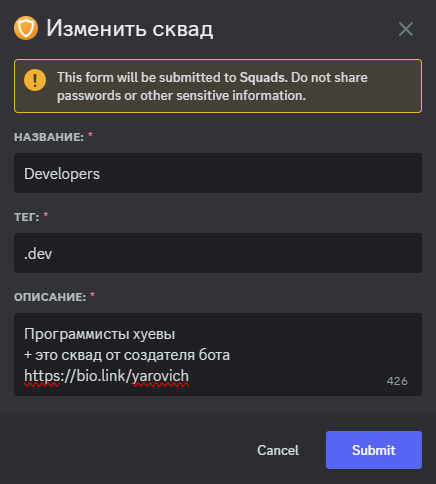 Изменить сквад
This form will be submitted to Squads. Do not share
passwords or other sensitive information.
НАЗВАНИЕ: *
Developers
ТЕГ: *
.dev
ОПИСАНИЕ: *
Программисты хуевы
+ это сквад от создателя бота
https://bio.link/yarovich
426
Cancel
Submit